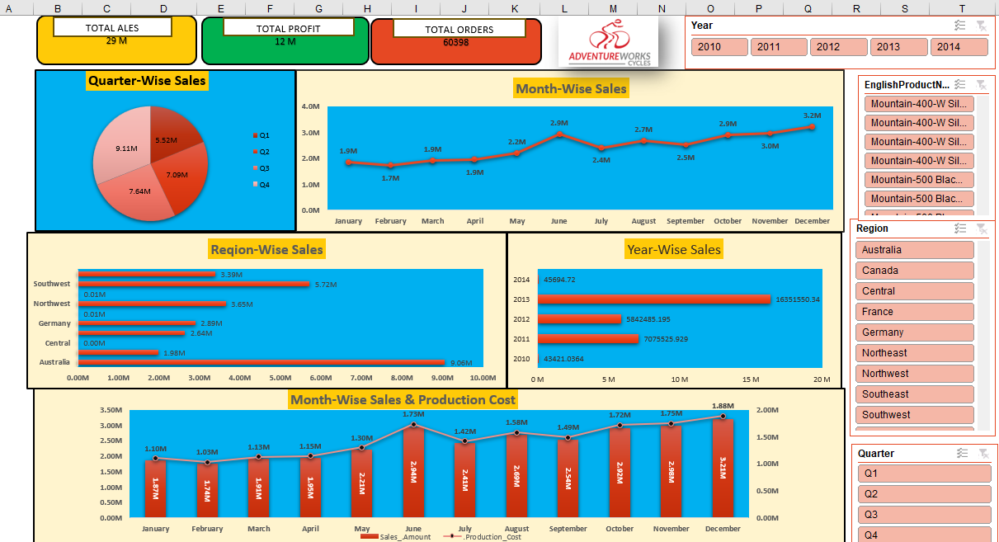 A B C D E F G H I J K L M N O P Q R S T
TOTAL ALES
29 M
TOTAL PROFIT
12 M
TOTAL ORDERS
60398
ADVENTUREWORKS
CYCLES
Year
2010 2011 2012 2013 2014
Quarter-Wise Sales
5.52M
7.09M
7.64M
9.11M
Q1
Q2
Q3
Q4
Month-Wise Sales
4.0M
3.0M
2.0M
1.0M
0.0M
1.9M 1.7M 1.9M 1.9M 2.2M 2.9M 2.4M 2.7M 2.5M 2.9M 3.0M 3.2M
January February March April May June July August September October November December
EnglishProductN...
Mountain-400-W Sil...
Mountain-400-W Sil...
Mountain-400-W Sil...
Mountain-400-W Sil...
Mountain-500 Blac...
Mountain-500 Blac...
Region-Wise Sales
3.39M
Southwest 5.72M
0.01M
Northwest 3.65M
0.01M
Germany 2.89M
2.64M
Central 0.00M
1.98M
Australia 9.06M
0.00M 1.00M 2.00M 3.00M 4.00M 5.00M 6.00M 7.00M 8.00M 9.00M 10.00M
Year-Wise Sales
2014 45694.72
2013 16351550.34
2012 5842485.195
2011 7075525.929
2010 43421.0364
0 M 5 M 10 M 15 M 20 M
Region
Australia
Canada
Central
France
Germany
Northeast
Northwest
Southeast
Southwest
Month-Wise Sales & Production Cost
3.50M
3.00M
2.50M
2.00M
1.50M
1.00M
0.50M
0.00M
1.10M 1.03M 1.13M 1.15M 1.30M 1.73M 1.42M 1.58M 1.49M 1.72M 1.75M 1.88M
1.87M 1.74M 1.91M 1.95M 2.21M 2.94M 2.41M 2.69M 2.54M 2.92M 2.98M 3.21M
2.00M
1.50M
1.00M
0.50M
0.00M
January February March April May June July August September October November December
Sales_Amount .Production_Cost
Quarter
Q1
Q2
Q3
Q4